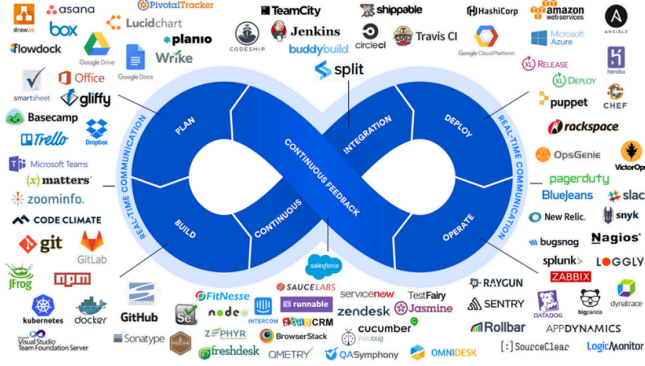 draw.io
asana
PivotalTracker
TeamCity
shippable
HashiCorp
amazon
web services
ANSIBLE
box
Lucidchart
planio
CODESHIP
Jenkins
circleci
Travis CI
Google Cloud Platform
Microsoft
Azure
heroku
flowdock
Google Drive
Google Docs
Wrike
buddybuild
split
XL RELEASE
XL DEPLOY
smartsheet
Office
gliffy
puppet
CHEF
Basecamp
Trello
Dropbox
rackspace
Microsoft Teams
OpsGenie
VictorOps
(x) matters
pagerduty
zoominfo.
BlueJeans
slac
CODE CLIMATE
New Relic.
snyk
git
GitLab
bugsnag
Nagios
splunk>
LOGGLY
ZABBIX
JFrog
npm
RAYGUN
dynatrace
kubernetes
docker
GitHub
SENTRY
DATADOG
bigpanda
Visual Studio
Team Foundation Server
Sonatype
Rollbar
APPDYNAMICS
[:]SourceClear
LogicMonitor
PLAN
BUILD
CONTINUOUS
INTEGRATION
DEPLOY
OPERATE
CONTINUOUS FEEDBACK
REAL-TIME COMMUNICATION
REAL-TIME COMMUNICATION
salesforce
SAUCELABS
FitNesse
servicenow
TestFairy
Se
node
INTERCOM
runnable
zendesk
Jasmine
ZOHO CRM
MOCHA
ZEPHYR
BrowserStack
instabug
cucumber
freshdesk
QMETRY
QASymphony
OMNIDESK